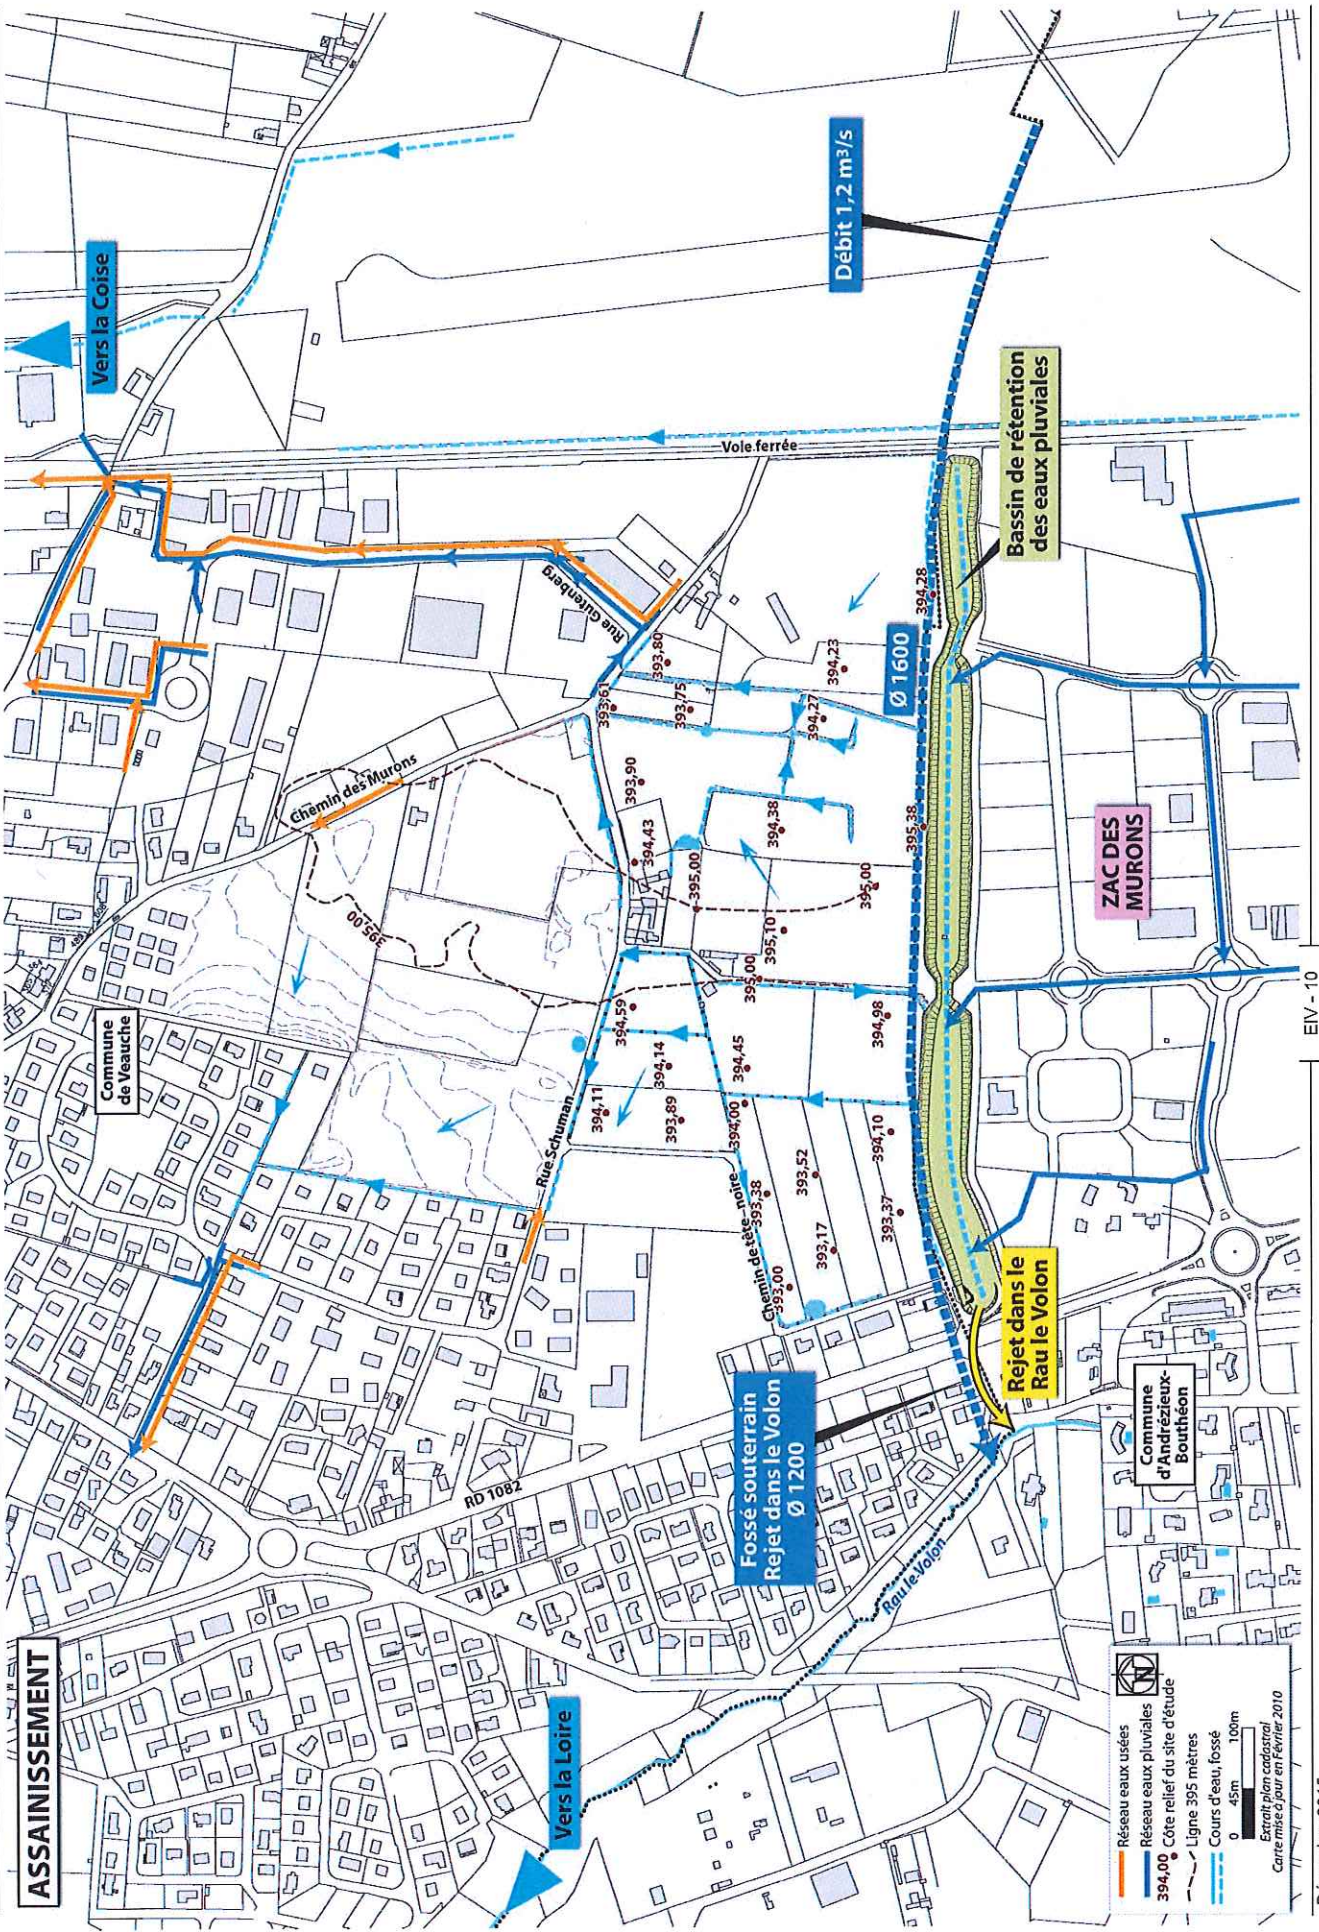 ASSAINISSEMENT
Vers la Coise
Débit 1,2 m³/s
Commune
de Veauche
Chemin des Murons
Rue Gutenberg
Voie ferrée
Bassin de rétention
des eaux pluviales
395,00
393,61
393,80
393,75
394,23
394,27
394,28
Ø 1600
393,90
394,43
394,38
395,00
395,00
395,38
395,10
395,00
394,59
394,98
394,14
394,45
394,11
393,89
394,00
394,10
Rue Schuman
393,52
393,38
Chemin de tête-noire
393,37
393,17
393,00
ZAC DES
MURONS
RD 1082
Fossé souterrain
Rejet dans le Volon
Ø 1200
Rejet dans le
Rau le Volon
Commune
d'Andrézieux-
Bouthéon
Rau le Volon
Vers la Loire
Réseau eaux usées
Réseau eaux pluviales
394,00 Côte relief du site d'étude
Ligne 395 mètres
Cours d'eau, fossé
N
0 45m 100m
Extrait plan cadastral
Carte mise à jour en Février 2010
EIV - 10